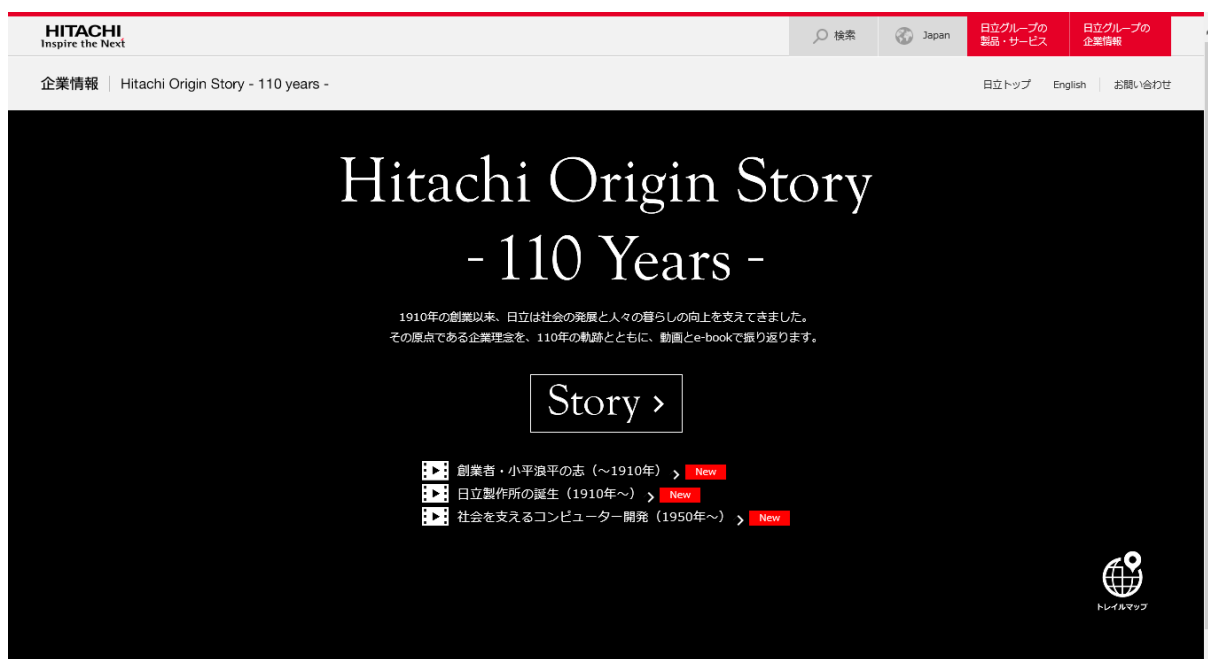 HITACHI
Inspire the Next
検索
Japan
日立グループの
製品・サービス
日立グループの
企業情報
企業情報 Hitachi Origin Story - 110 years -
日立トップ English お問い合わせ
Hitachi Origin Story
- 110 Years -
1910年の創業以来、日立は社会の発展と人々の暮らしの向上を支えてきました。
その原点である企業理念を、110年の軌跡とともに、動画とe-bookで振り返ります。
Story
創業者・小平浪平の志（～1910年） New
日立製作所の誕生（1910年～） New
社会を支えるコンピューター開発（1950年～） New
トレイルマップ